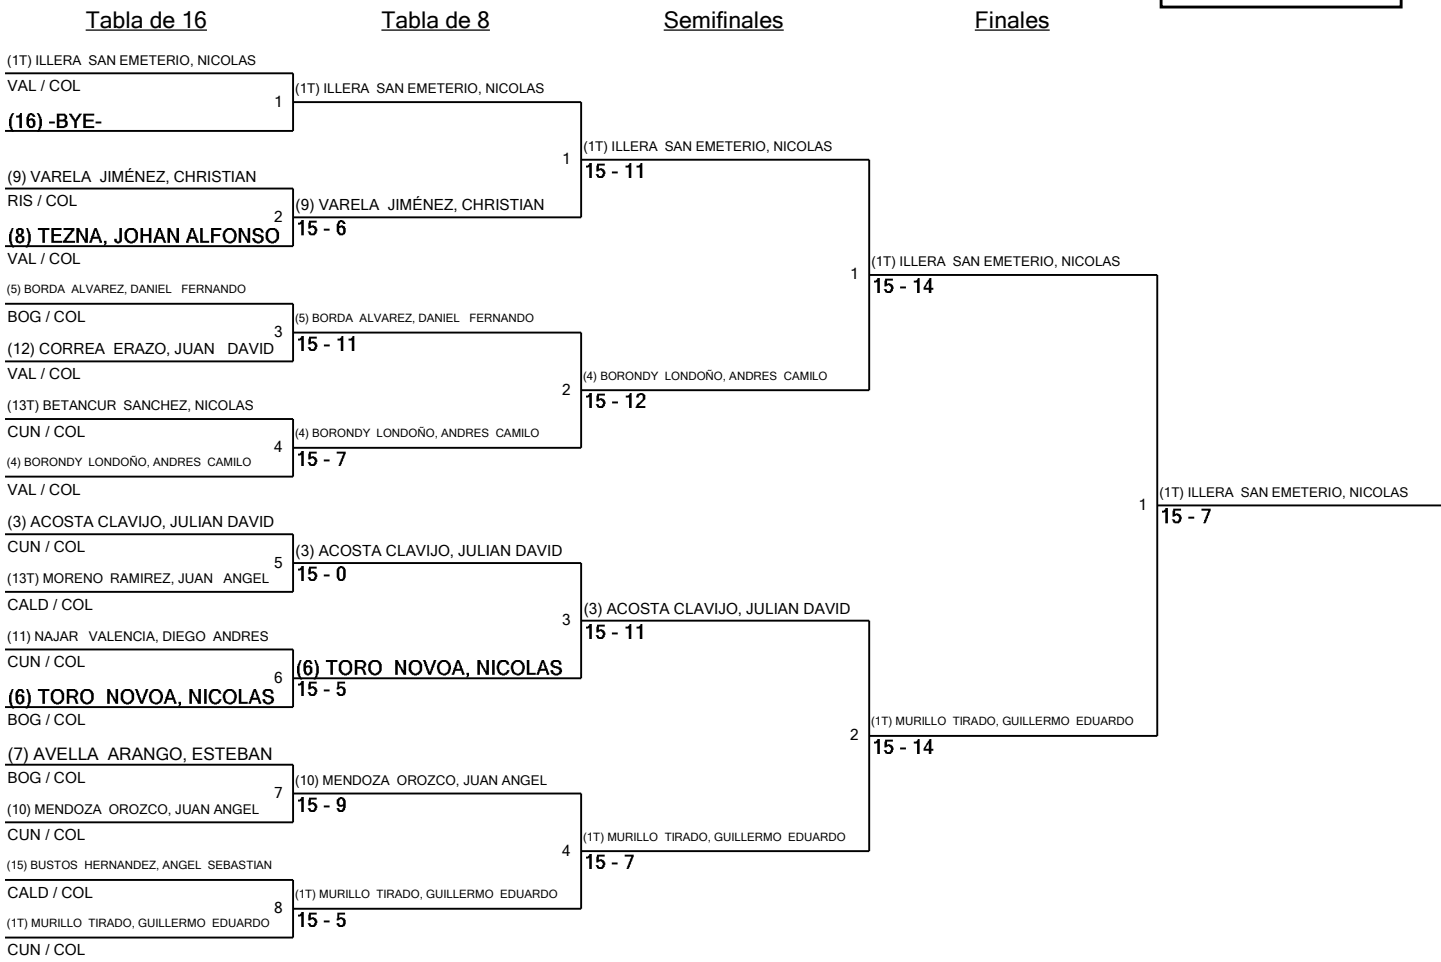 Tabla de 16
Tabla de 8
Semifinales
Finales
(1T) ILLERA SAN EMETERIO, NICOLAS
VAL / COL
1
(16) -BYE-
(9) VARELA JIMÉNEZ, CHRISTIAN
RIS / COL
2
(8) TEZNA, JOHAN ALFONSO
VAL / COL
(5) BORDA ALVAREZ, DANIEL FERNANDO
BOG / COL
3
(12) CORREA ERAZO, JUAN DAVID
VAL / COL
(13T) BETANCUR SANCHEZ, NICOLAS
CUN / COL
4
(4) BORONDY LONDOÑO, ANDRES CAMILO
VAL / COL
(3) ACOSTA CLAVIJO, JULIAN DAVID
CUN / COL
5
(13T) MORENO RAMIREZ, JUAN ANGEL
CALD / COL
(11) NAJAR VALENCIA, DIEGO ANDRES
CUN / COL
6
(6) TORO NOVOA, NICOLAS
BOG / COL
(7) AVELLA ARANGO, ESTEBAN
BOG / COL
7
(10) MENDOZA OROZCO, JUAN ANGEL
CUN / COL
(15) BUSTOS HERNANDEZ, ANGEL SEBASTIAN
CALD / COL
8
(1T) MURILLO TIRADO, GUILLERMO EDUARDO
CUN / COL
(1T) ILLERA SAN EMETERIO, NICOLAS
1
(9) VARELA JIMÉNEZ, CHRISTIAN
15 - 6
(5) BORDA ALVAREZ, DANIEL FERNANDO
15 - 11
2
(4) BORONDY LONDOÑO, ANDRES CAMILO
15 - 7
(3) ACOSTA CLAVIJO, JULIAN DAVID
15 - 0
3
(6) TORO NOVOA, NICOLAS
15 - 5
(10) MENDOZA OROZCO, JUAN ANGEL
15 - 9
4
(1T) MURILLO TIRADO, GUILLERMO EDUARDO
15 - 5
(1T) ILLERA SAN EMETERIO, NICOLAS
15 - 11
1
(4) BORONDY LONDOÑO, ANDRES CAMILO
15 - 12
(3) ACOSTA CLAVIJO, JULIAN DAVID
15 - 11
2
(1T) MURILLO TIRADO, GUILLERMO EDUARDO
15 - 7
(1T) ILLERA SAN EMETERIO, NICOLAS
15 - 14
1
(1T) MURILLO TIRADO, GUILLERMO EDUARDO
15 - 14
(1T) ILLERA SAN EMETERIO, NICOLAS
15 - 7